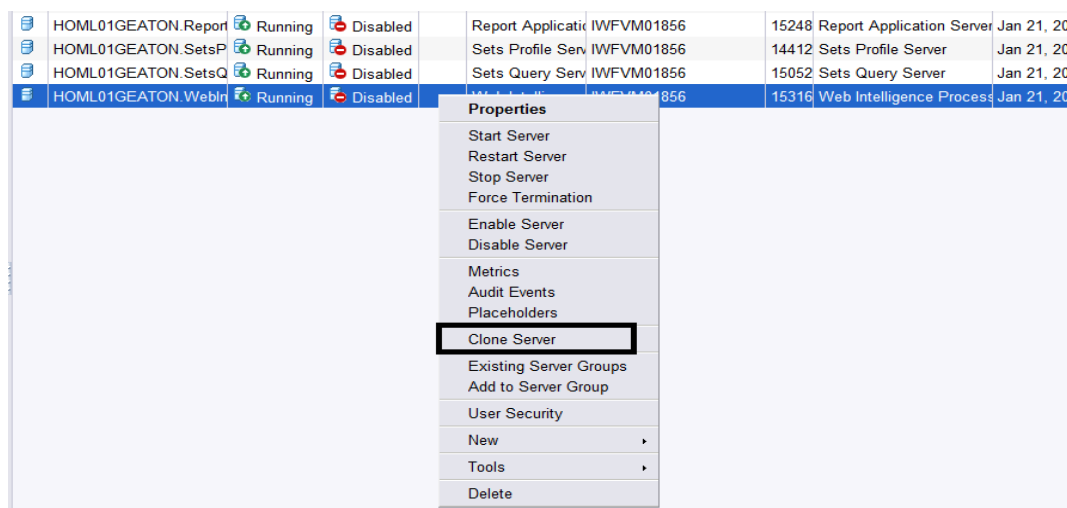 HOML01GEATON.Report Running Disabled Report Applicatic IWFVM01856 15248 Report Application Server Jan 21, 20
HOML01GEATON.SetsP Running Disabled Sets Profile Serv IWFVM01856 14412 Sets Profile Server Jan 21, 20
HOML01GEATON.SetsQ Running Disabled Sets Query Serv IWFVM01856 15052 Sets Query Server Jan 21, 20
HOML01GEATON.WebIn Running Disabled 15316 Web Intelligence Process Jan 21, 20
Properties
Start Server
Restart Server
Stop Server
Force Termination
Enable Server
Disable Server
Metrics
Audit Events
Placeholders
Clone Server
Existing Server Groups
Add to Server Group
User Security
New
Tools
Delete